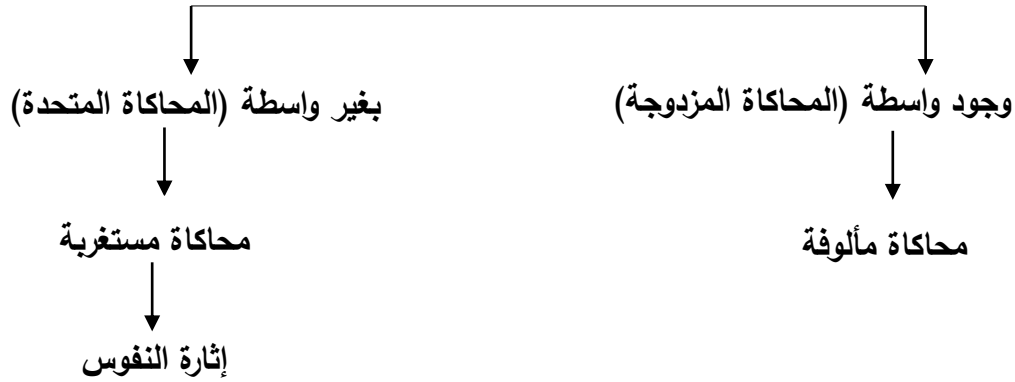 وجود واسطة (المحاكاة المزدوجة)
بغير واسطة (المحاكاة المتحدة)
محاكاة مألوفة
محاكاة مستغربة
إثارة النفوس